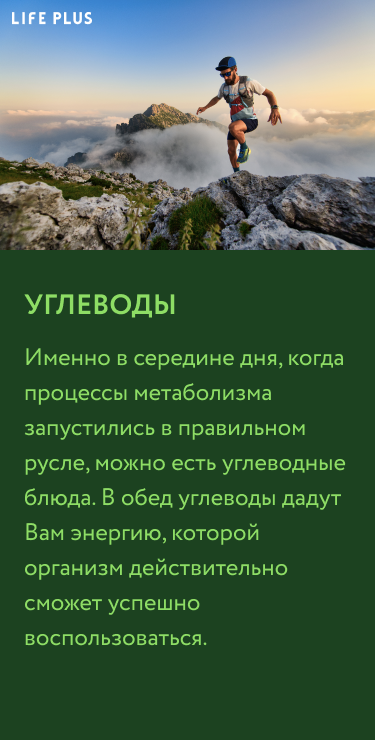 LIFE PLUS
УГЛЕВОДЫ
Именно в середине дня, когда
процессы метаболизма
запустились в правильном
русле, можно есть углеводные
блюда. В обед углеводы дадут
Вам энергию, которой
организм действительно
сможет успешно
воспользоваться.